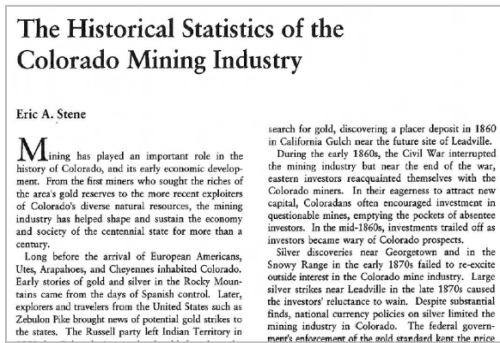 The Historical Statistics of the
Colorado Mining Industry
Eric A. Stene
Mining has played an important role in the
history of Colorado, and its early economic develop-
ment. From the first miners who sought the riches of
the area's gold reserves to the more recent exploiters
of Colorado's diverse natural resources, the mining
industry has helped shape and sustain the economy
and society of the centennial state for more than a
century.
Long before the arrival of European Americans,
Utes, Arapahoes, and Cheyennes inhabited Colorado.
Early stories of gold and silver in the Rocky Moun-
tains came from the days of Spanish control. Later,
explorers and travelers from the United States such as
Zebulon Pike brought news of potential gold strikes to
the states. The Russell party left Indian Territory in
search for gold, discovering a placer deposit in 1860
in California Gulch near the future site of Leadville.
During the early 1860s, the Civil War interrupted
the mining industry but near the end of the war,
eastern investors reacquainted themselves with the
Colorado miners. In their eagerness to attract new
capital, Coloradans often encouraged investment in
questionable mines, emptying the pockets of absentee
investors. In the mid-1860s, investments trailed off as
investors became wary of Colorado prospects.
Silver discoveries near Georgetown and in the
Snowy Range in the early 1870s failed to re-excite
outside interest in the Colorado mine industry. Large
silver strikes near Leadville in the late 1870s caused
the investors' reluctance to wain. Despite substantial
finds, national currency policies on silver limited the
mining industry in Colorado. The federal govern-
ment's enforcement of the gold standard kept the price